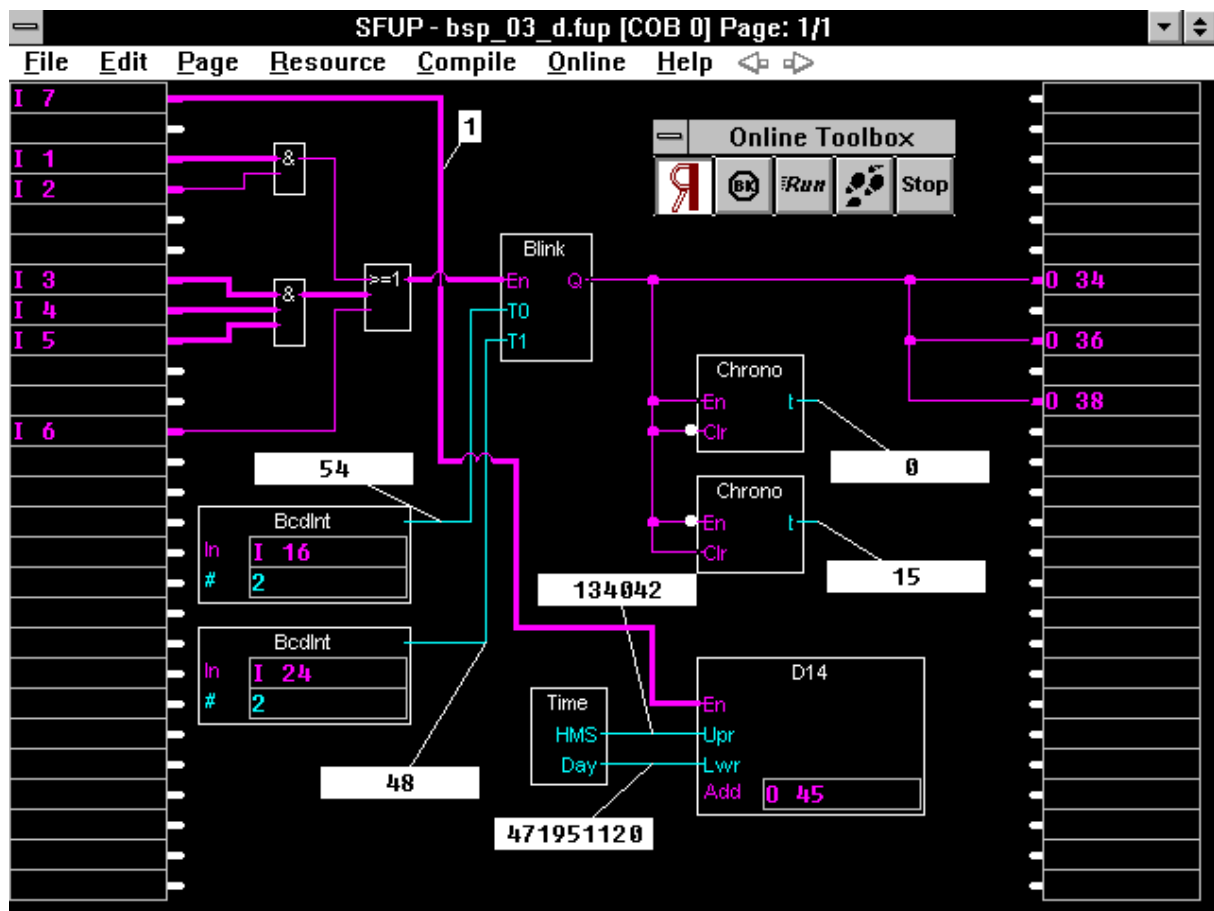 SFUP - bsp_03_d.fup [COB 0] Page: 1/1
File Edit Page Resource Compile Online Help
I 7
1
Online Toolbox
BK Run Stop
I 1
&
I 2
Blink
I 3
>=1
En Q
O 34
&
I 4
T0
I 5
T1
O 36
Chrono
En t
O 38
I 6
Clr
54
0
Chrono
BcdInt
En t
In I 16
Clr
# 2
134042
15
BcdInt
D14
In I 24
# 2
Time
En
HMS
Upr
Day
Lwr
48
Add O 45
471951120